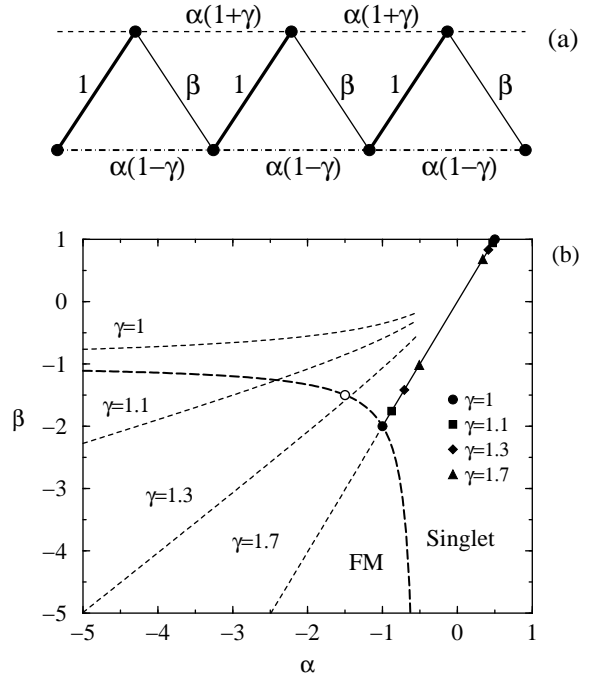 α(1+γ) α(1+γ)
(a)
1 β 1 β 1 β
α(1−γ) α(1−γ) α(1−γ)
(b)
1
0
−1
−2
−3
−4
−5
β
γ=1
γ=1.1
γ=1.3
γ=1.7
γ=1
γ=1.1
γ=1.3
γ=1.7
FM
Singlet
−5 −4 −3 −2 −1 0 1
α